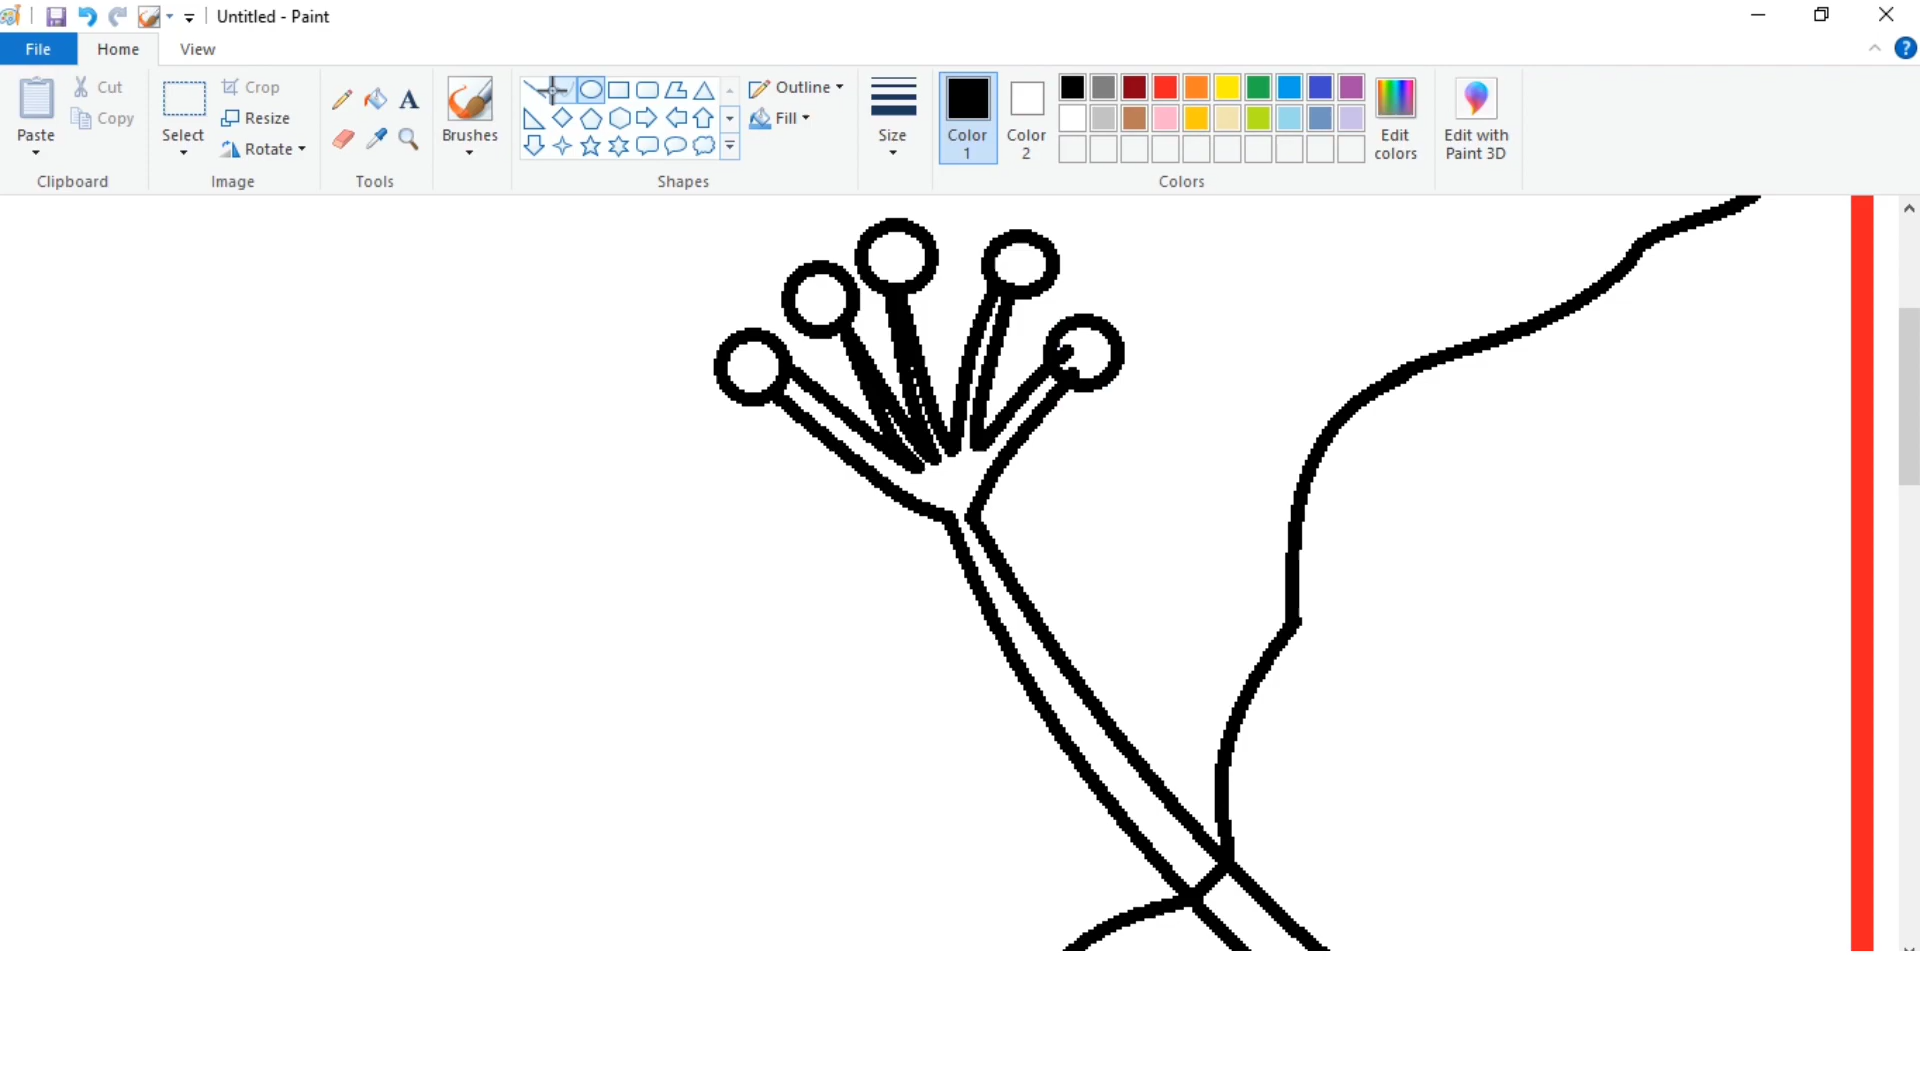 Untitled - Paint
File Home View
Paste
Cut
Copy
Clipboard
Select
Crop
Resize
Rotate
Image
A
Tools
Brushes
Outline
Fill
Shapes
Size
Color 1
Color 2
Edit colors
Colors
Edit with Paint 3D
?